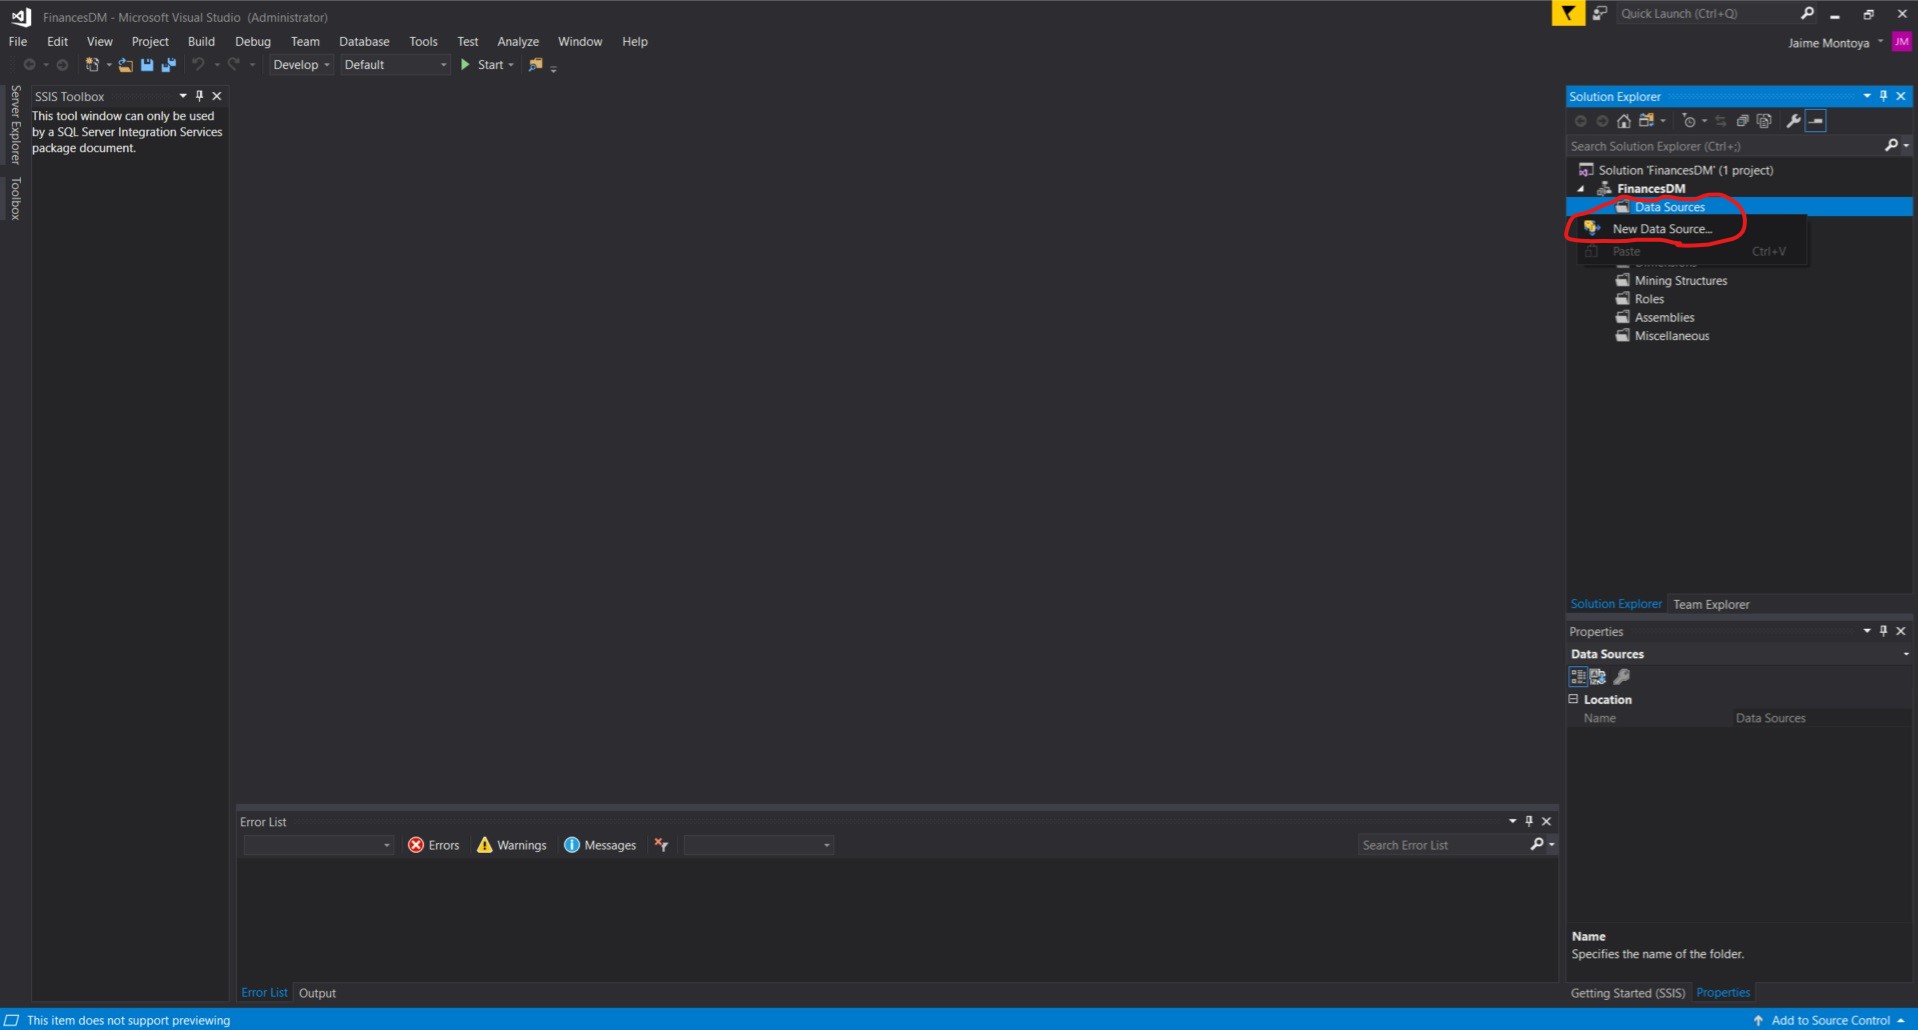 FinancesDM - Microsoft Visual Studio (Administrator)
Quick Launch (Ctrl+Q)
File Edit View Project Build Debug Team Database Tools Test Analyze Window Help
Jaime Montoya JM
Develop Default Start
Server Explorer
Toolbox
SSIS Toolbox
This tool window can only be used
by a SQL Server Integration Services
package document.
Solution Explorer
Search Solution Explorer (Ctrl+;)
Solution 'FinancesDM' (1 project)
FinancesDM
Data Sources
New Data Source...
Paste Ctrl+V
Dimensions
Mining Structures
Roles
Assemblies
Miscellaneous
Solution Explorer Team Explorer
Properties
Data Sources
Location
Name Data Sources
Name
Specifies the name of the folder.
Getting Started (SSIS) Properties
Error List
Errors Warnings Messages
Search Error List
Error List Output
This item does not support previewing
Add to Source Control